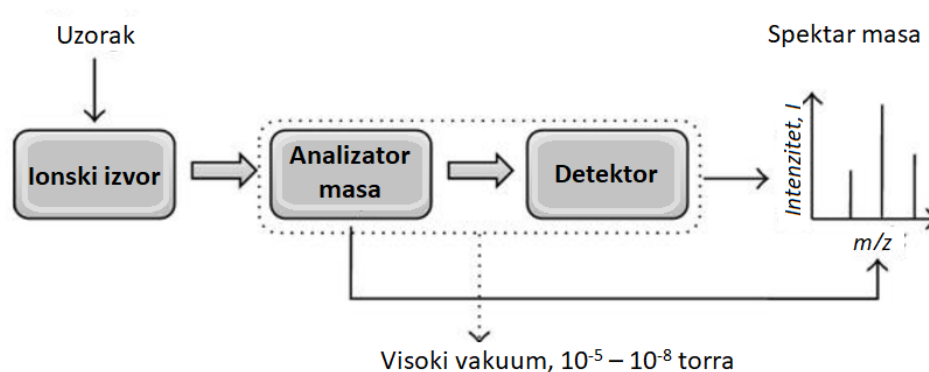 Uzorak
Spektar masa
Ionski izvor
Analizator
masa
Detektor
Intenzitet, I
m/z
Visoki vakuum, 10⁻⁵ – 10⁻⁸ torra